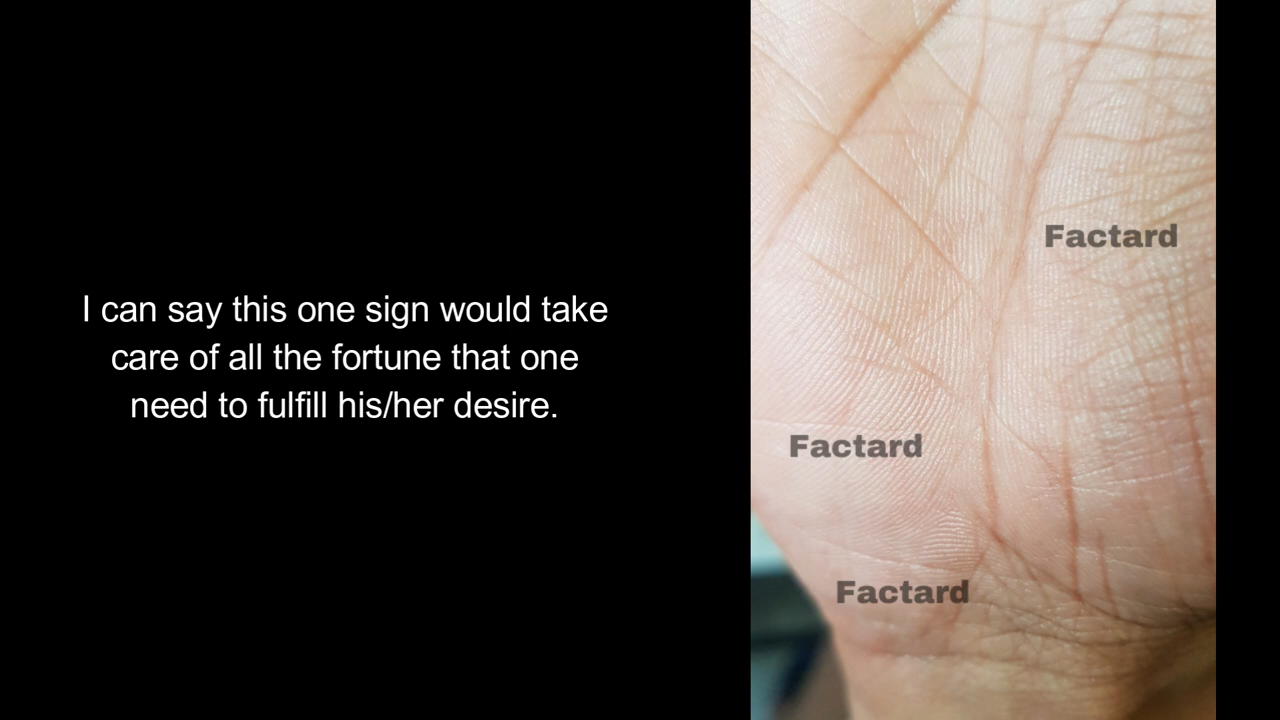 I can say this one sign would take
care of all the fortune that one
need to fulfill his/her desire.
Factard
Factard
Factard